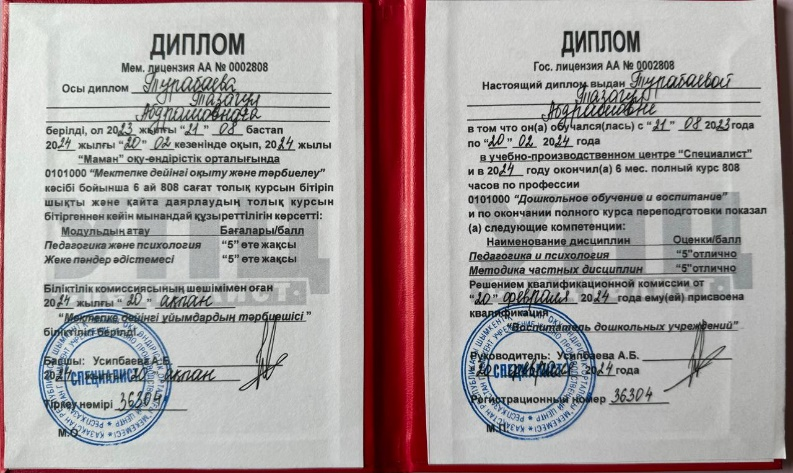 ДИПЛОМ
Мем. лицензия АА № 0002808
Осы диплом Турабаева
Тазагул
Абдраимовнаға
берілді, ол 2023 жылғы “21” 08 бастап
2024 жылғы “20” 02 кезенінде оқып, 2024 жылы
“Маман” оқу-өндірістік орталығында
0101000 “Мектепке дейінгі оқыту және тәрбиелеу”
кәсібі бойынша 6 ай 808 сағат толық курсын бітіріп
шықты және қайта даярлаудың толық курсын
бітіргеннен кейін мынандай құзыреттілігін көрсетті:
Модульдың атау Бағалары/балл
Педагогика және психология “5” өте жақсы
Жеке пәндер әдістемесі “5” өте жақсы
Біліктілік комиссиясының шешімімен оған
2024 жылғы “20” ақпан
“Мектепке дейінгі ұйымдардың тәрбиешісі”
біліктілігі берілді.
Басшы: Усипбаева А.Б.
2024 20 ақпан
СПЕЦИАЛИСТ
Тіркеу нөмірі 36304
М.О.
ДИПЛОМ
Гос. лицензия АА № 0002808
Настоящий диплом выдан Турабаевой
Тазагул
Абдраимовне
в том что он(а) обучался(лась) с “21” 08 2023 года
по “20” 02 2024 года
в учебно-производственном центре “Специалист”
и в 2024 году окончил(а) 6 мес. полный курс 808
часов по профессии
0101000 “Дошкольное обучение и воспитание”
и по окончании полного курса переподготовки показал
(а) следующие компетенции:
Наименование дисциплин Оценки/балл
Педагогика и психология “5”отлично
Методика частных дисциплин “5”отлично
Решением квалификационной комиссии от
“20” февраля 2024 года ему(ей) присвоена
квалификация
“Воспитатель дошкольных учреждений”
Руководитель: Усипбаева А.Б.
“20” февраля 2024 года
СПЕЦИАЛИСТ
Регистрационный номер 36304
М.П.